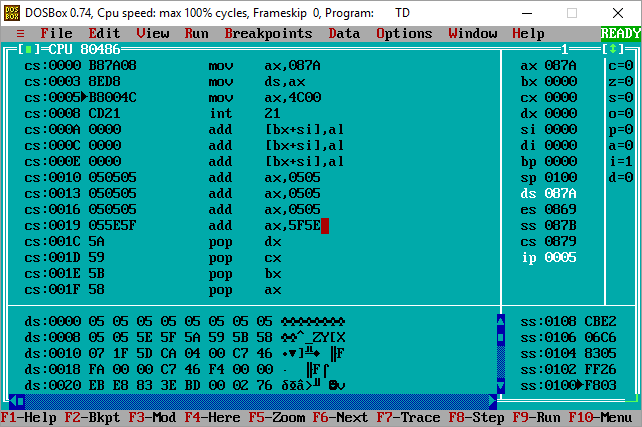 DOSBox 0.74, Cpu speed: max 100% cycles, Frameskip 0, Program: TD
≡ File Edit View Run Breakpoints Data Options Window Help READY
[■]=CPU 80486 1 [↕]
cs:0000 B87A08 mov ax,087A ax 087A c=0
cs:0003 8ED8 mov ds,ax bx 0000 z=0
cs:0005►B8004C mov ax,4C00 cx 0000 s=0
cs:0008 CD21 int 21 dx 0000 o=0
cs:000A 0000 add [bx+si],al si 0000 p=0
cs:000C 0000 add [bx+si],al di 0000 a=0
cs:000E 0000 add [bx+si],al bp 0000 i=1
cs:0010 050505 add ax,0505 sp 0100 d=0
cs:0013 050505 add ax,0505 ds 087A
cs:0016 050505 add ax,0505 es 0869
cs:0019 055E5F add ax,5F5E ss 087B
cs:001C 5A pop dx cs 0879
cs:001D 59 pop cx ip 0005
cs:001E 5B pop bx
cs:001F 58 pop ax
ds:0000 05 05 05 05 05 05 05 05 ♣♣♣♣♣♣♣♣ ss:0108 CBE2
ds:0008 05 05 5E 5F 5A 59 5B 58 ♣♣^_ZY[X ss:0106 06C6
ds:0010 07 1F 5D CA 04 00 C7 46 •▼]╩♦ ╟F ss:0104 8305
ds:0018 FA 00 00 C7 46 F4 00 00 · ╟F⌠ ss:0102 FF26
ds:0020 EB E8 83 3E BD 00 02 76 δΦâ>╜ ☻v ss:0100►F803
F1-Help F2-Bkpt F3-Mod F4-Here F5-Zoom F6-Next F7-Trace F8-Step F9-Run F10-Menu